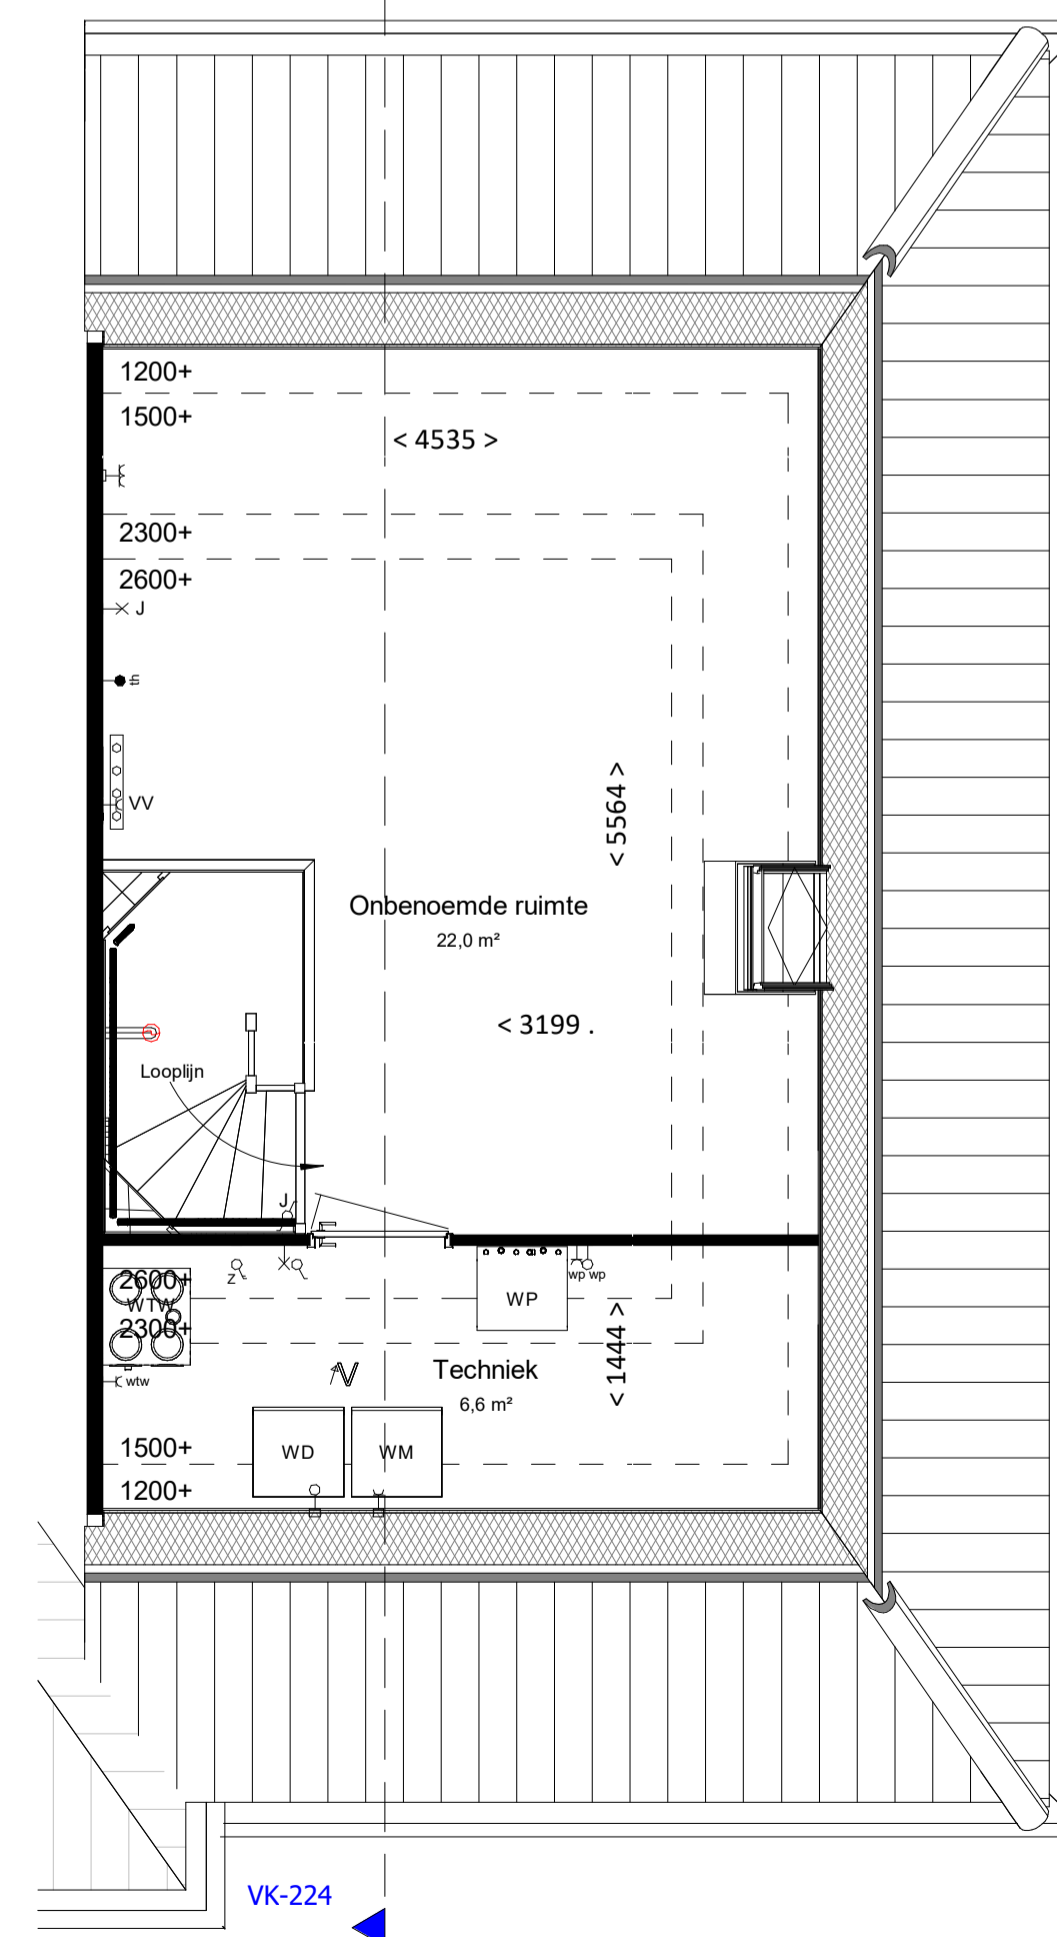 1200+
1500+
< 4535 >
2300+
2600+
J
th
< 5564 >
VV
Onbenoemde ruimte
22,0 m²
< 3199 .
Looplijn
J
z
wp wp
2600+
WTW
WP
2300+
< 1444 >
Techniek
wtw
6,6 m²
V
1500+
WD
WM
1200+
VK-224